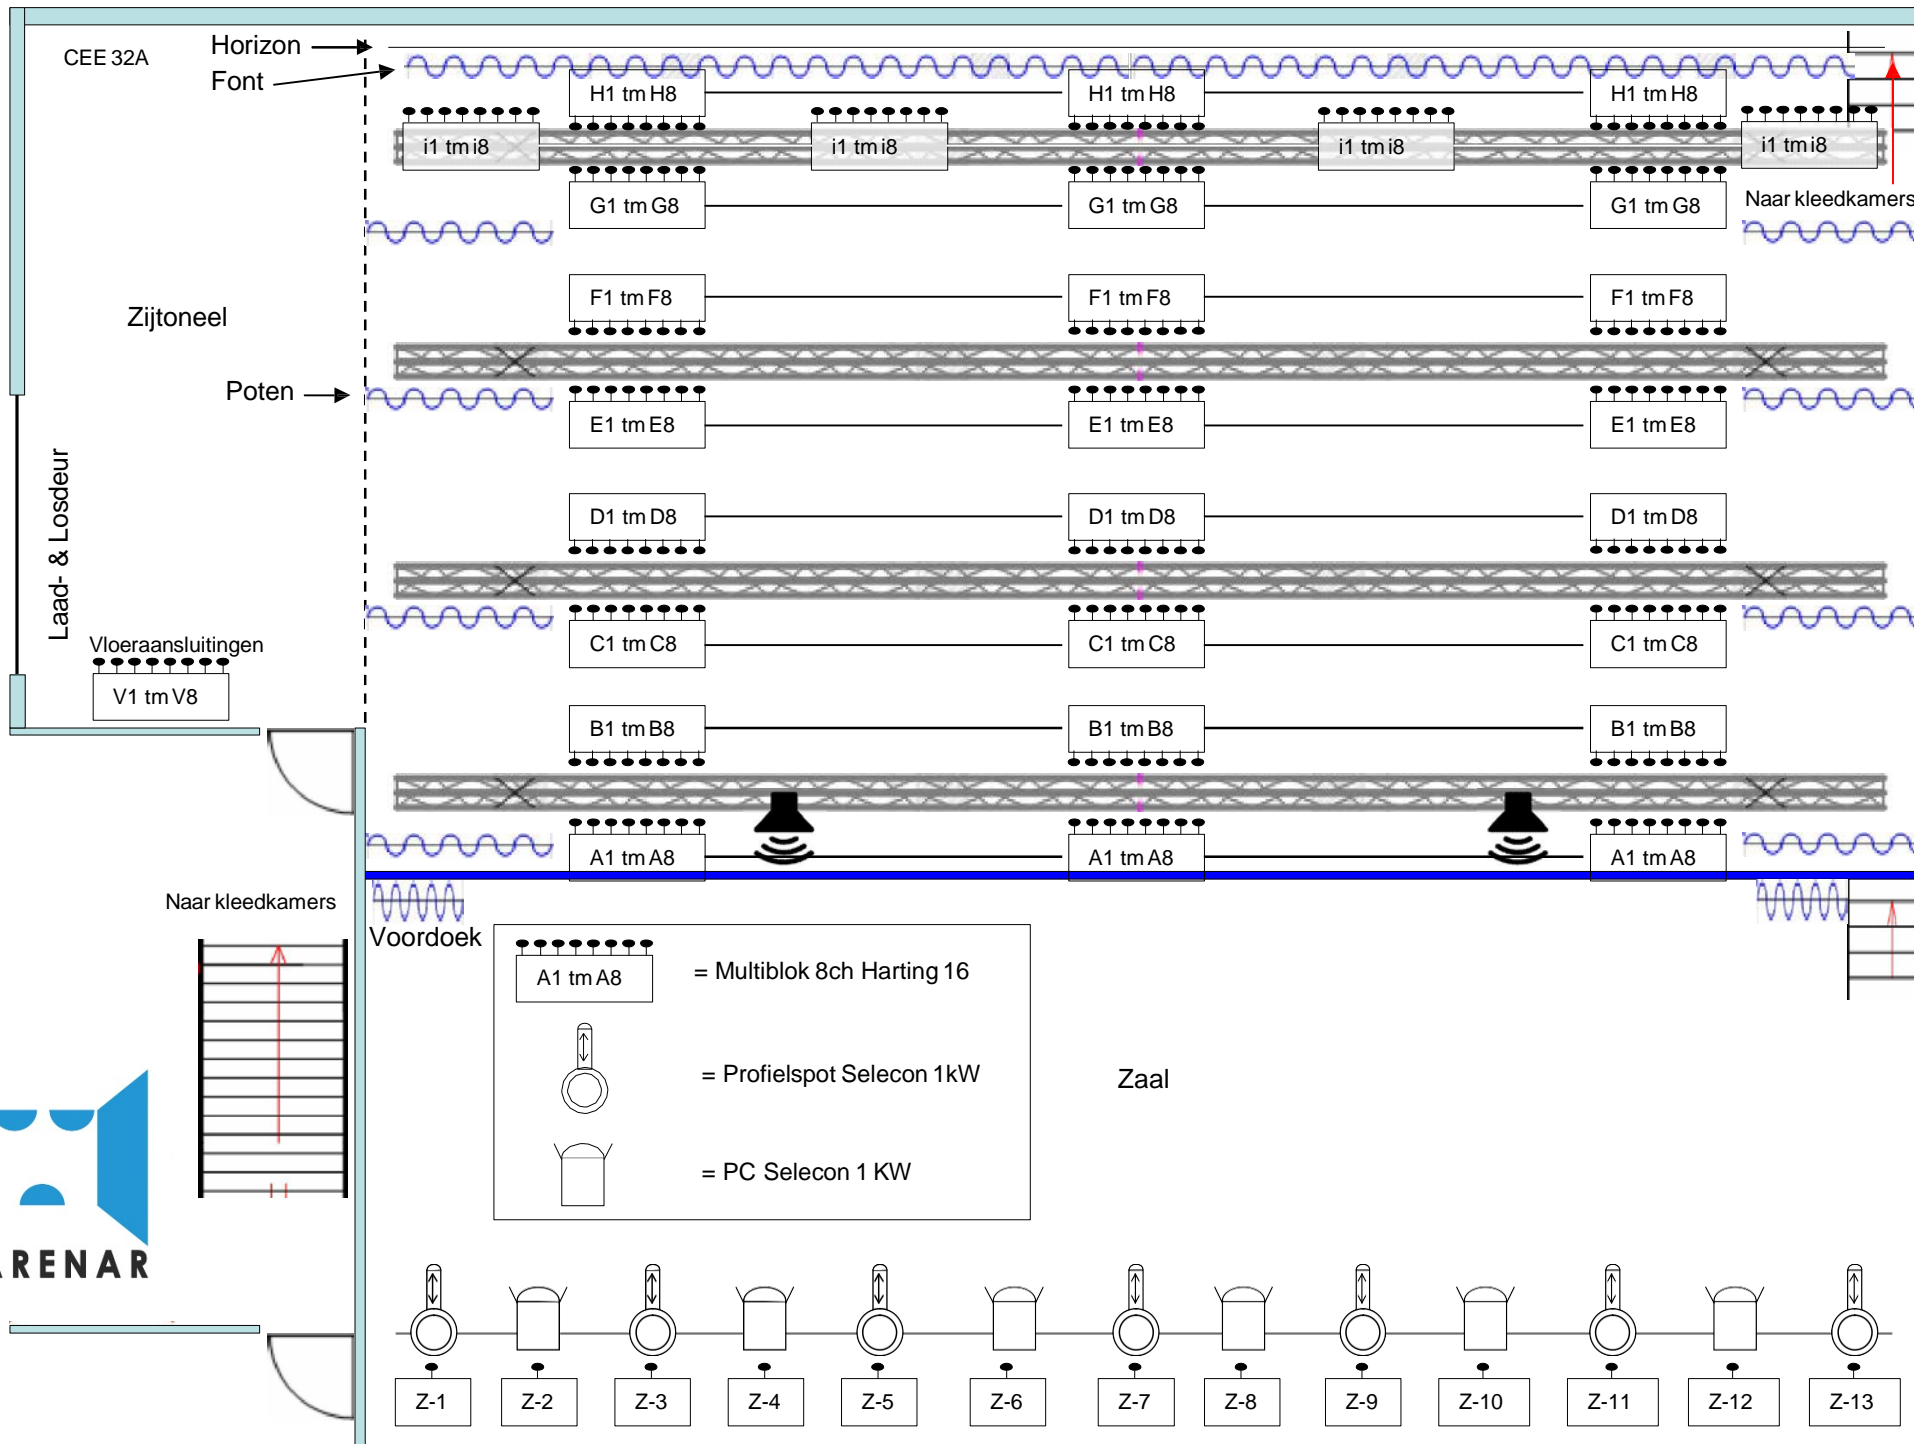 CEE 32A
Horizon
Font
H1 tm H8 H1 tm H8 H1 tm H8
i1 tm i8 i1 tm i8 i1 tm i8 i1 tm i8
G1 tm G8 G1 tm G8 G1 tm G8
Naar kleedkamers
Zijtoneel
F1 tm F8 F1 tm F8 F1 tm F8
Poten
E1 tm E8 E1 tm E8 E1 tm E8
Laad- & Losdeur
D1 tm D8 D1 tm D8 D1 tm D8
Vloeraansluitingen
V1 tm V8
C1 tm C8 C1 tm C8 C1 tm C8
B1 tm B8 B1 tm B8 B1 tm B8
A1 tm A8 A1 tm A8 A1 tm A8
Naar kleedkamers
Voordoek
A1 tm A8 = Multiblok 8ch Harting 16
= Profielspot Selecon 1kW
= PC Selecon 1 KW
Zaal
ARENAR
Z-1 Z-2 Z-3 Z-4 Z-5 Z-6 Z-7 Z-8 Z-9 Z-10 Z-11 Z-12 Z-13